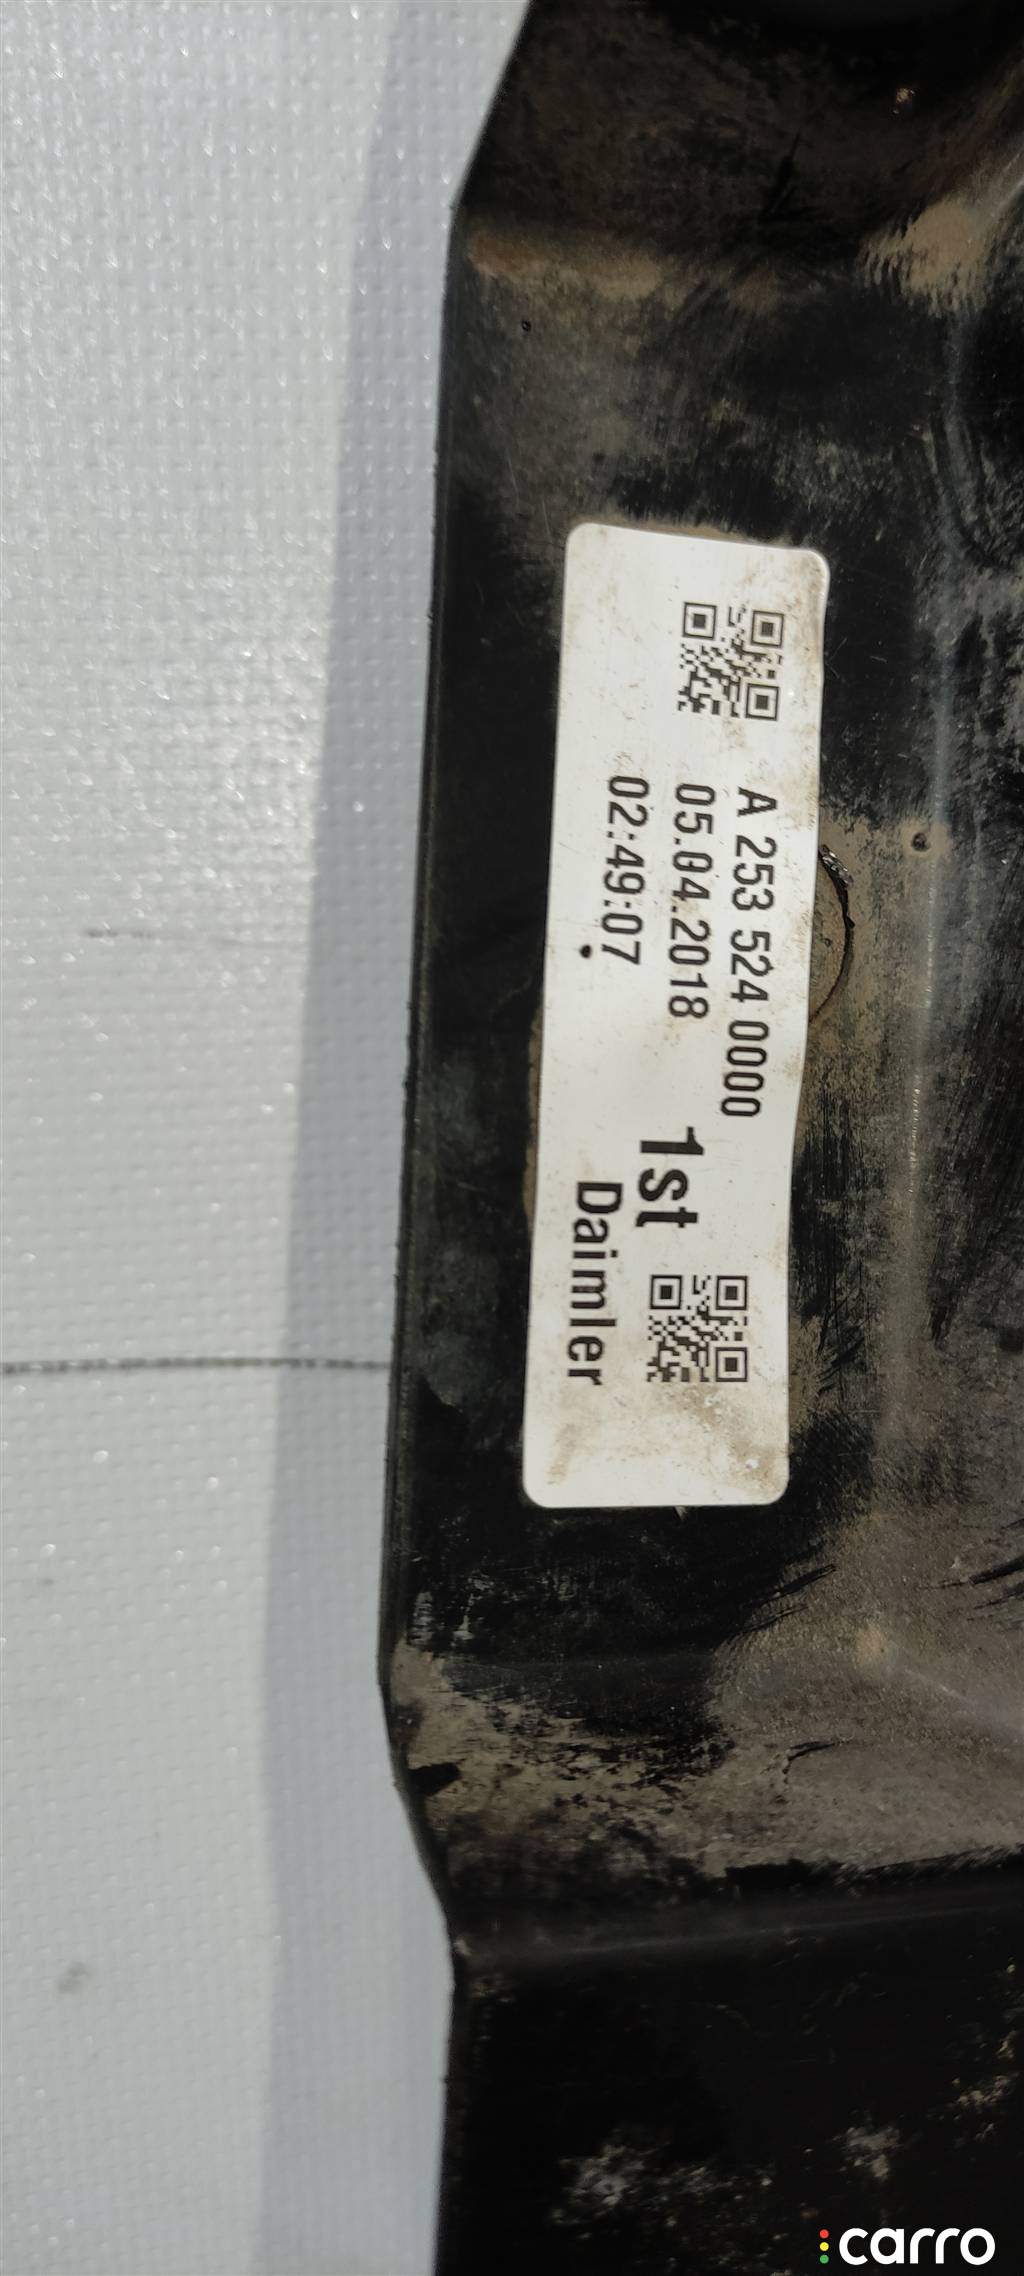 A 253 524 0000
05.04.2018
02:49:07
1st
Daimler
carro